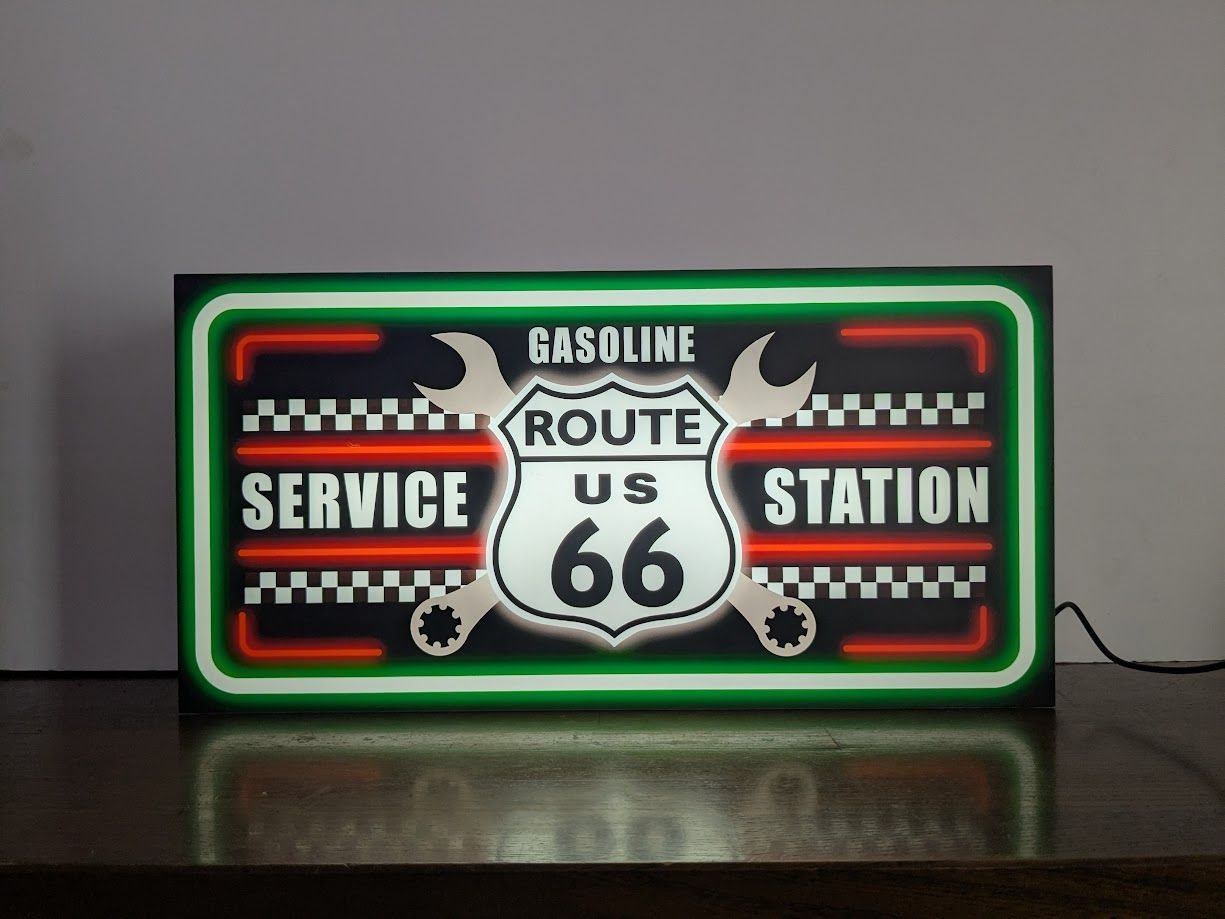 GASOLINE
ROUTE
US
SERVICE
66
STATION